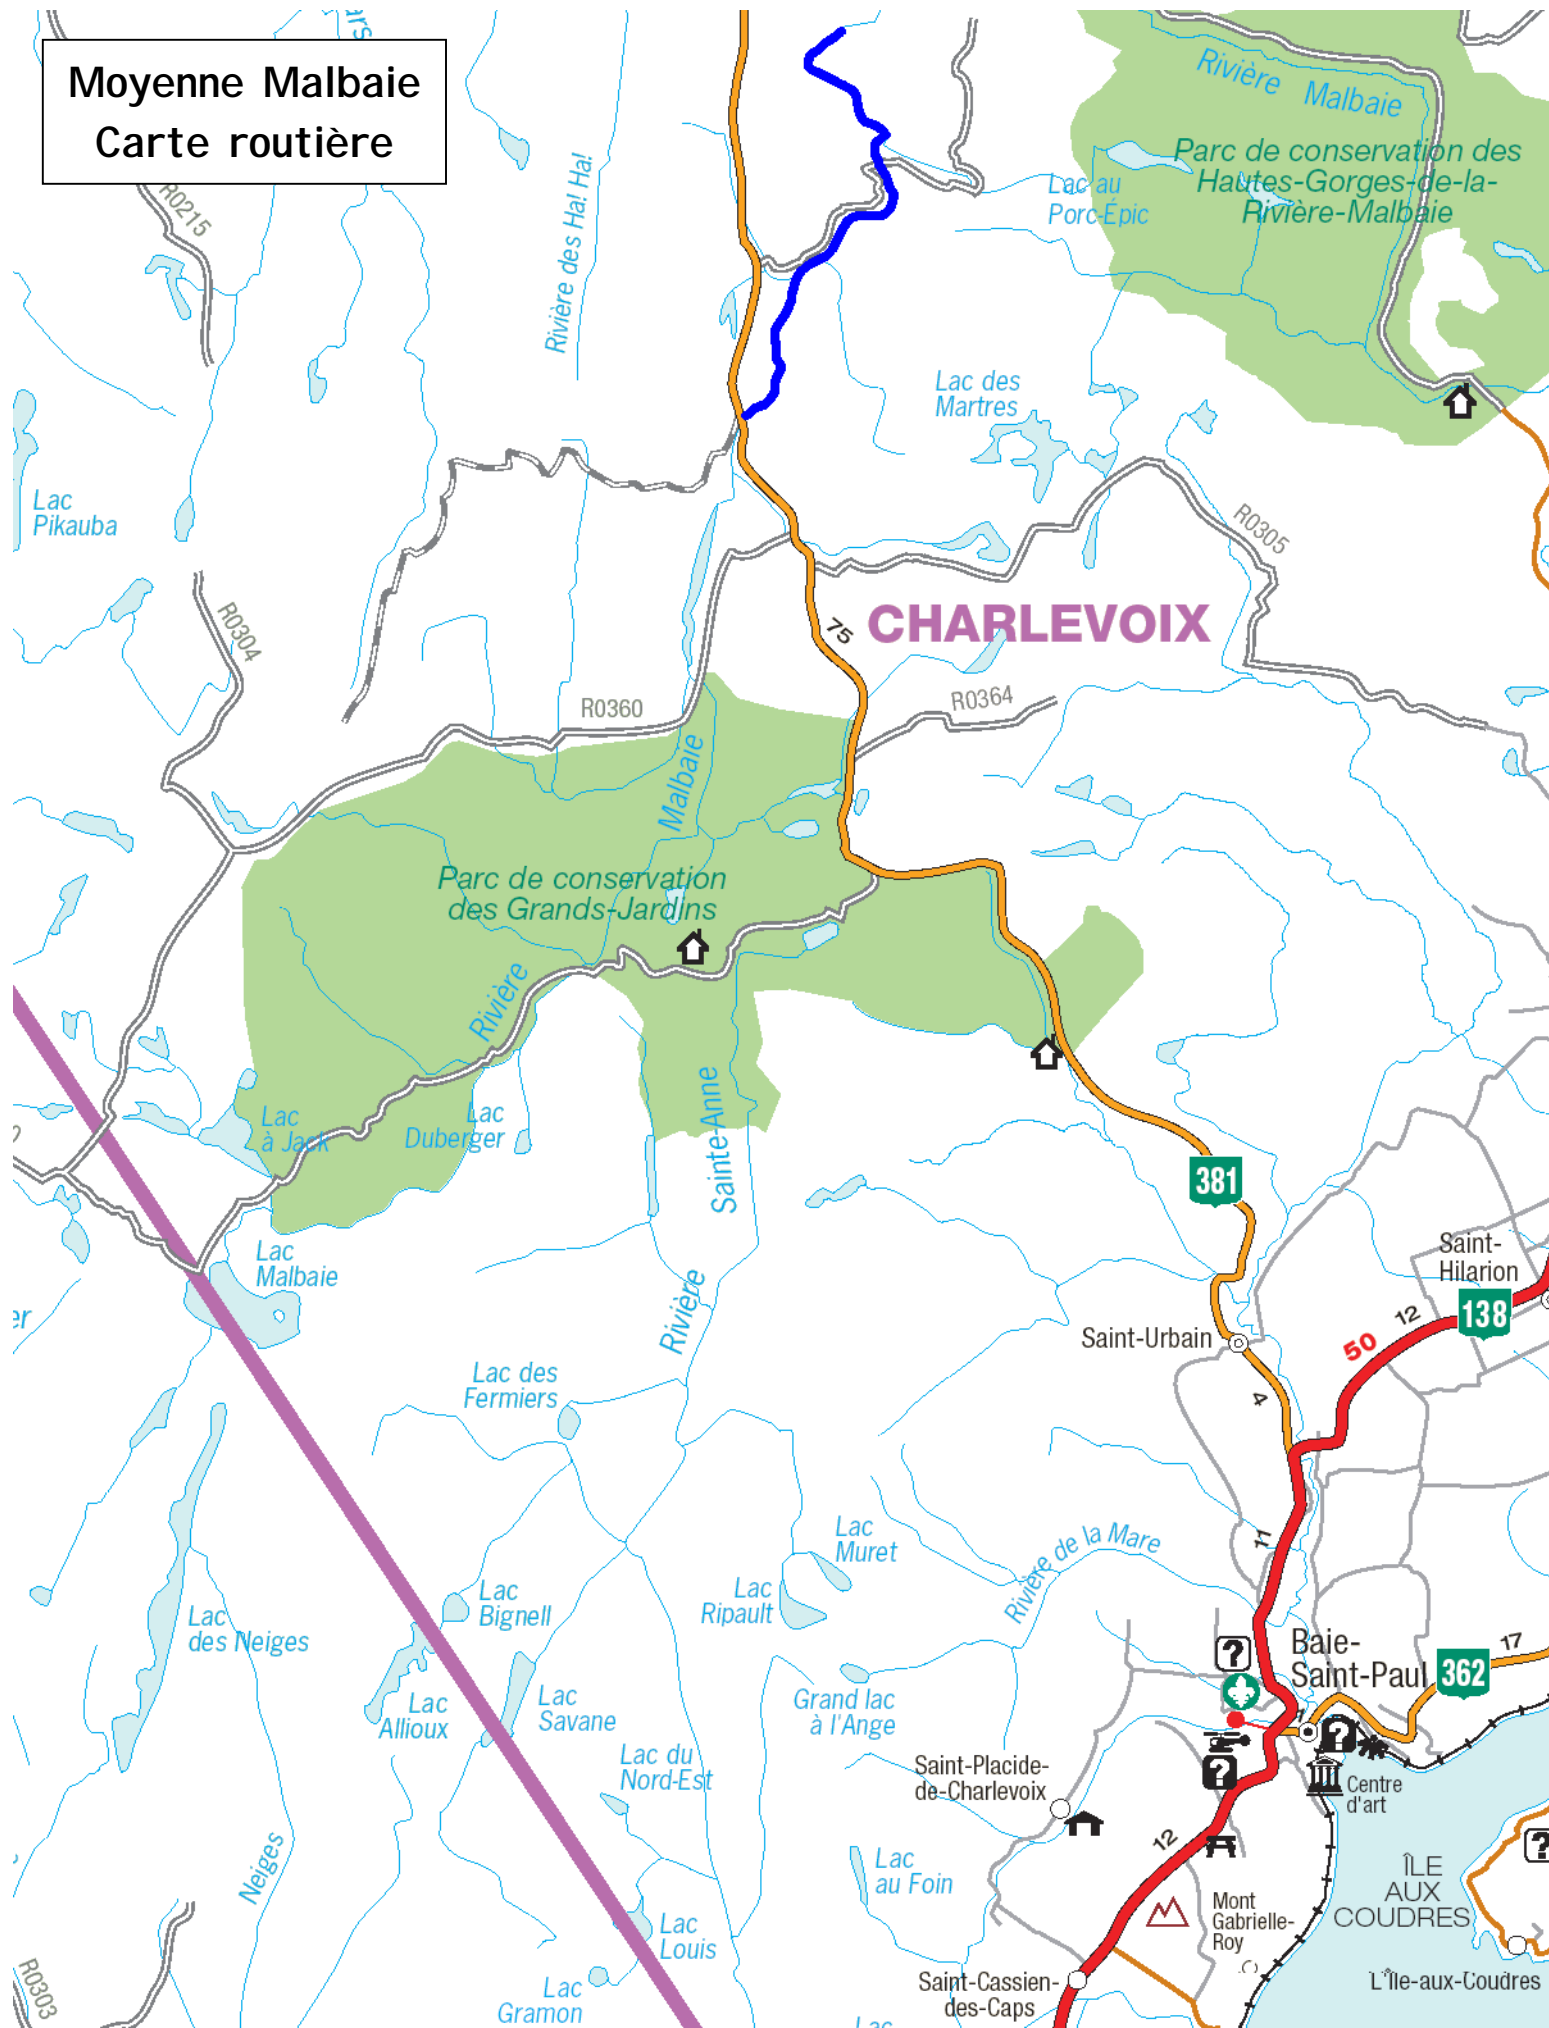 Moyenne Malbaie
Carte routière
R0215
Rivière des Ha! Ha!
Rivière Malbaie
Parc de conservation des
Hautes-Gorges-de-la-
Rivière-Malbaie
Lac au
Porc-Épic
Lac des
Martres
Lac
Pikauba
R0305
R0304
CHARLEVOIX
75
R0364
R0360
Malbaie
Parc de conservation
des Grands-Jardins
Rivière
Lac
à Jack
Lac
Duberger
Sainte-Anne
381
Lac
Malbaie
Saint-
Hilarion
138
12
50
Rivière
Saint-Urbain
4
Lac des
Fermiers
11
Lac
Muret
Rivière de la Mare
Lac
Ripault
Lac
Bignell
Lac
des Neiges
Baie-
Saint-Paul
362
17
?
1
Lac
Allioux
Lac
Savane
Grand lac
à l'Ange
Lac du
Nord-Est
?
?
Saint-Placide-
de-Charlevoix
Centre
d'art
12
?
Neiges
Lac
au Foin
ÎLE
AUX
COUDRES
Mont
Gabrielle-
Roy
Lac
Louis
R0303
Lac
Gramon
Saint-Cassien-
des-Caps
L'Île-aux-Coudres
Lac